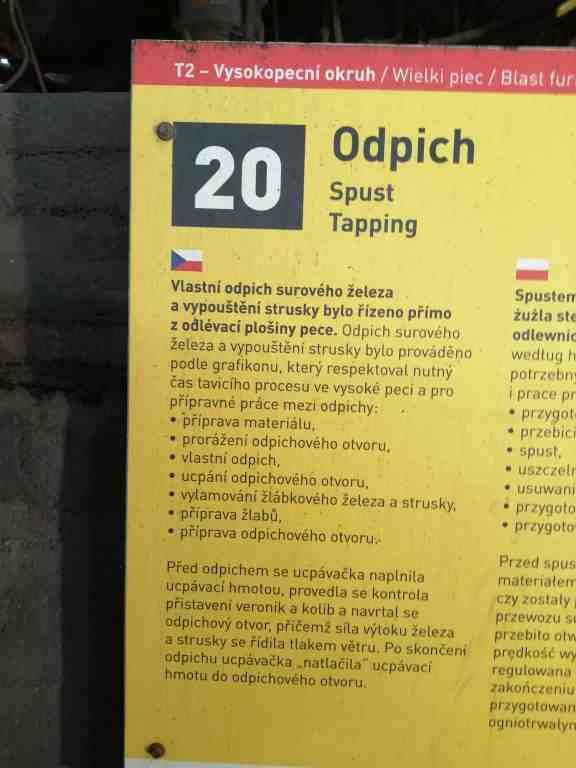 T2 – Vysokopecní okruh / Wielki piec / Blast fur
20
Odpich
Spust
Tapping
Vlastní odpich surového železa
a vypouštění strusky bylo řízeno přímo
z odlévací plošiny pece. Odpich surového
železa a vypouštění strusky bylo prováděno
podle grafikonu, který respektoval nutný
čas tavicího procesu ve vysoké peci a pro
přípravné práce mezi odpichy:
• příprava materiálu,
• prorážení odpichového otvoru,
• vlastní odpich,
• ucpání odpichového otvoru,
• vylamování žlábkového železa a strusky,
• příprava žlabů,
• příprava odpichového otvoru.
Před odpichem se ucpávačka naplnila
ucpávací hmotou, provedla se kontrola
přistavení veronik a kolib a navrtal se
odpichový otvor, přičemž síla výtoku železa
a strusky se řídila tlakem větru. Po skončení
odpichu ucpávačka „natlačila" ucpávací
hmotu do odpichového otvoru.
Spustem
żużla ste
odlewnic
według h
potrzebny
i prace pr
• przygoto
• przebici
• spust,
• uszczeln
• usuwani
• przygoto
• przygoto
Przed spus
materiałem
czy zostały
przewozu su
przebito otw
prędkość wy
regulowana
zakończeniu
przygotowan
ogniotrwałym